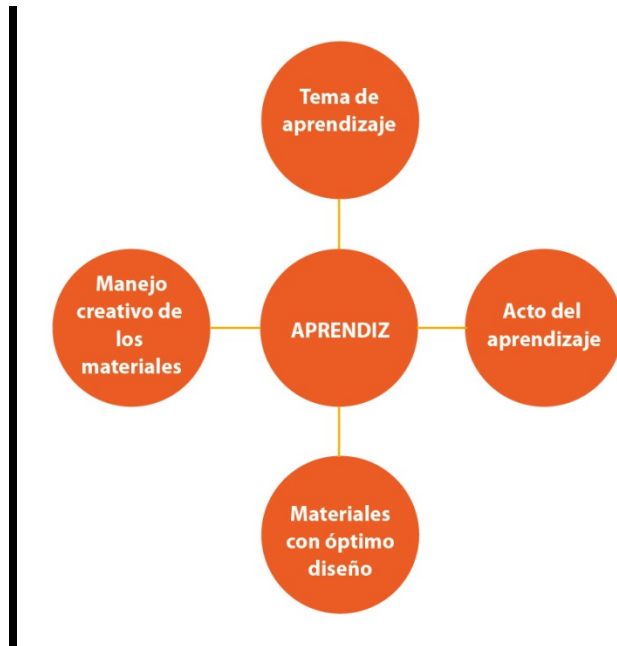 Tema de
aprendizaje
Manejo
creativo de
los
materiales
APRENDIZ
Acto del
aprendizaje
Materiales
con óptimo
diseño